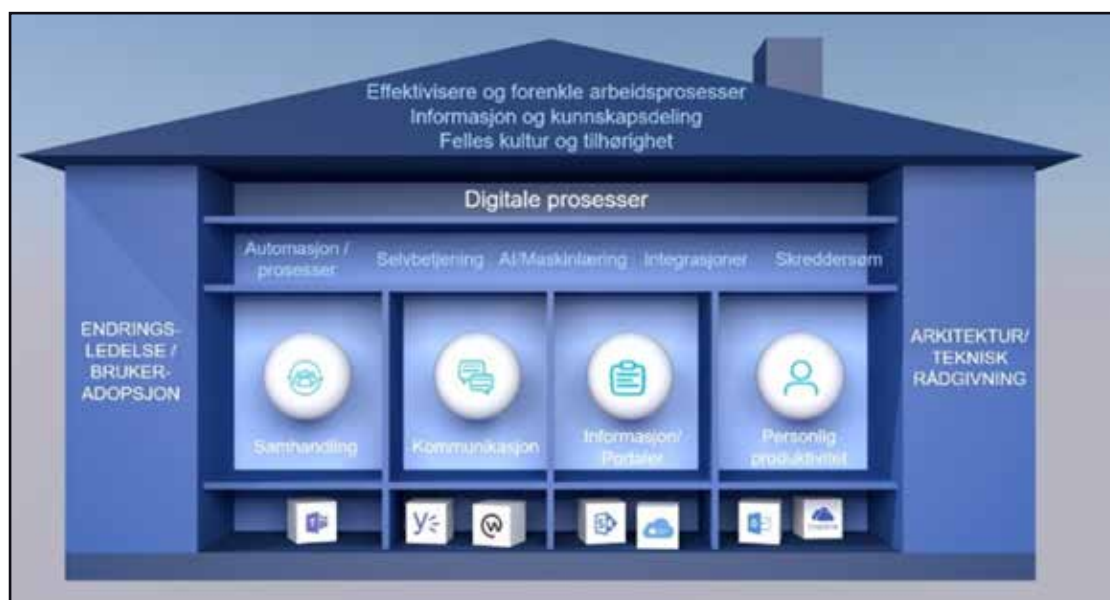 Effektivisere og forenkle arbeidsprosesser
Informasjon og kunnskapsdeling
Felles kultur og tilhørighet
Digitale prosesser
Automasjon /
prosesser
Selvbetjening
AI/Maskinlæring
Integrasjoner
Skreddersøm
ENDRINGS-
LEDELSE /
BRUKER-
ADOPSJON
ARKITEKTUR/
TEKNISK
RÅDGIVNING
Samhandling
Kommunikasjon
Informasjon/
Portaler
Personlig
produktivitet